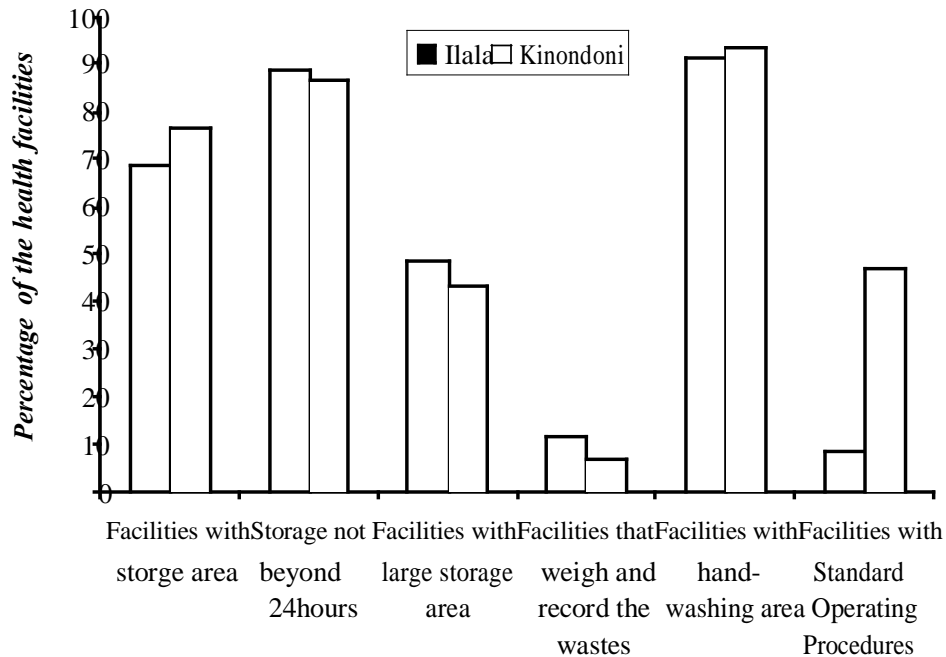 Percentage of the health facilities
100
90
80
70
60
50
40
30
20
10
0
Ilala Kinondoni
Facilities with Storage not Facilities with Facilities that Facilities with Facilities with
storge area beyond large storage weigh and hand- Standard
24hours area record the washing area Operating
wastes Procedures